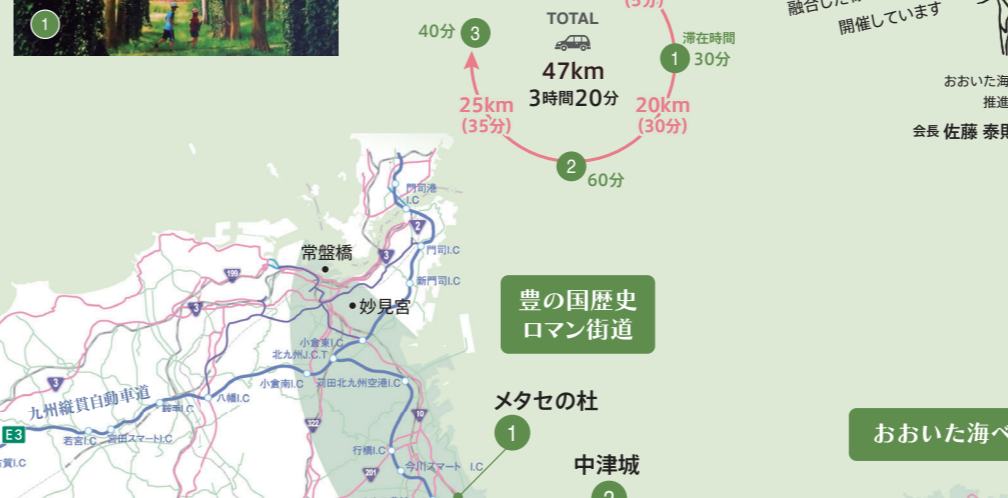 1
(5分)
TOTAL
47km
3時間20分
40分
3
滞在時間
1
30分
25km
(35分)
20km
(30分)
2
60分
開催しています
おおいた海
推進
会長 佐藤 泰
門司港
I.C
2
門司I.C
常盤橋
3
199
新門司I.C
3
妙見宮
豊の国歴史
ロマン街道
小倉東I.C
北九州J.C.T
小倉南I.C
苅田北九州空港I.C
3
九州縦貫自動車道
鞍手I.C
八幡I.C
メタセの杜
1
322
10
E3
若宮I.C
宮田スマートI.C
おおいた海べ
行橋I.C
賀I.C
201
今川スマート I.C
中津城
2